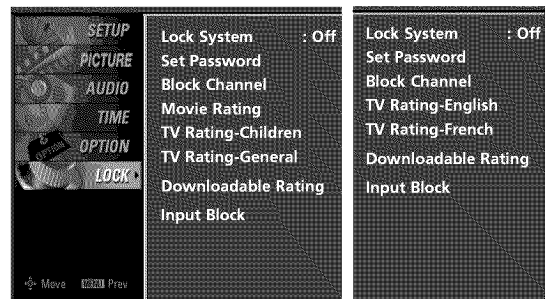 SETUP
PICTURE
AUDIO
TIME
OPTION
LOCK
Move MENU Prev
Lock System : Off
Set Password
Block Channel
Movie Rating
TV Rating-Children
TV Rating-General
Downloadable Rating
Input Block
Lock System : Off
Set Password
Block Channel
TV Rating-English
TV Rating-French
Downloadable Rating
Input Block